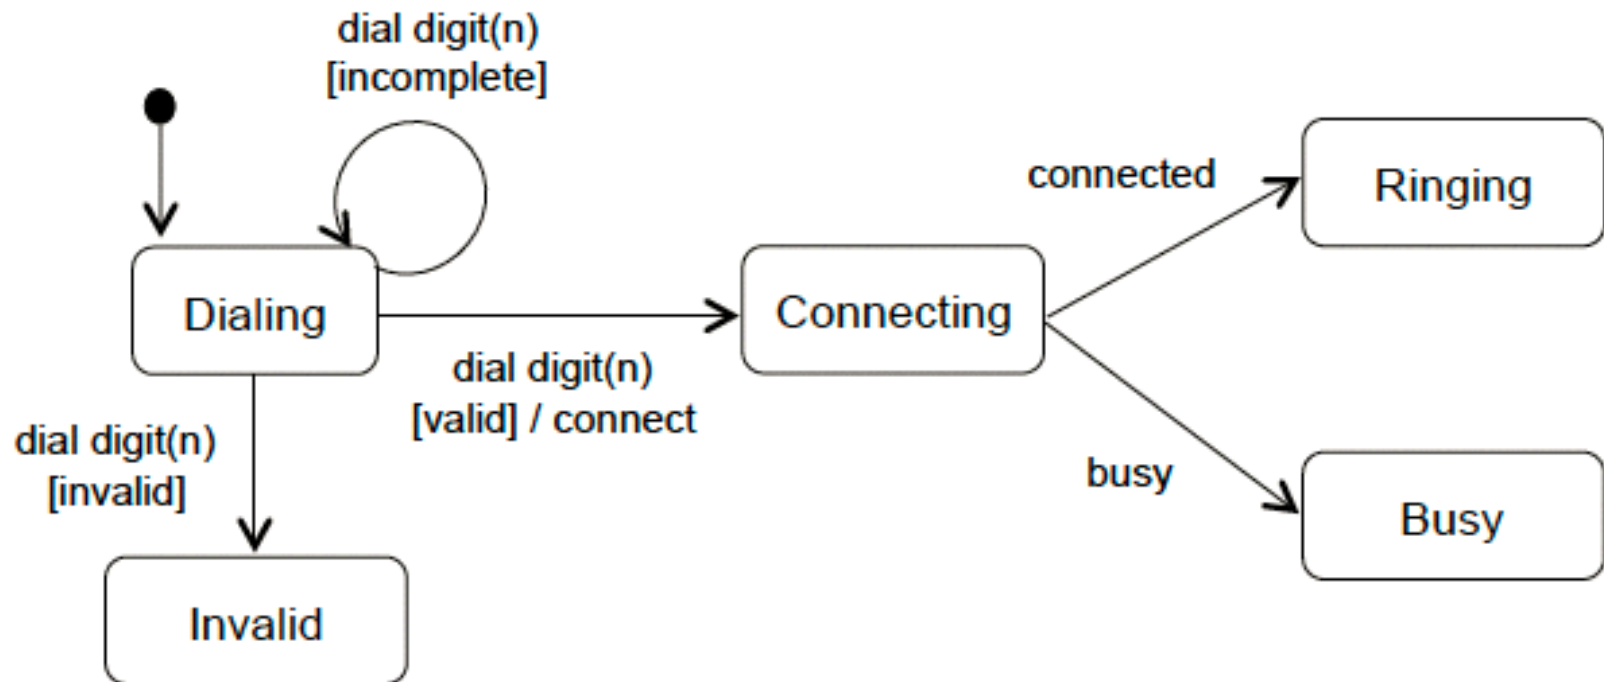 dial digit(n)
[incomplete]
connected
Ringing
Dialing
Connecting
dial digit(n)
[valid] / connect
dial digit(n)
[invalid]
busy
Busy
Invalid